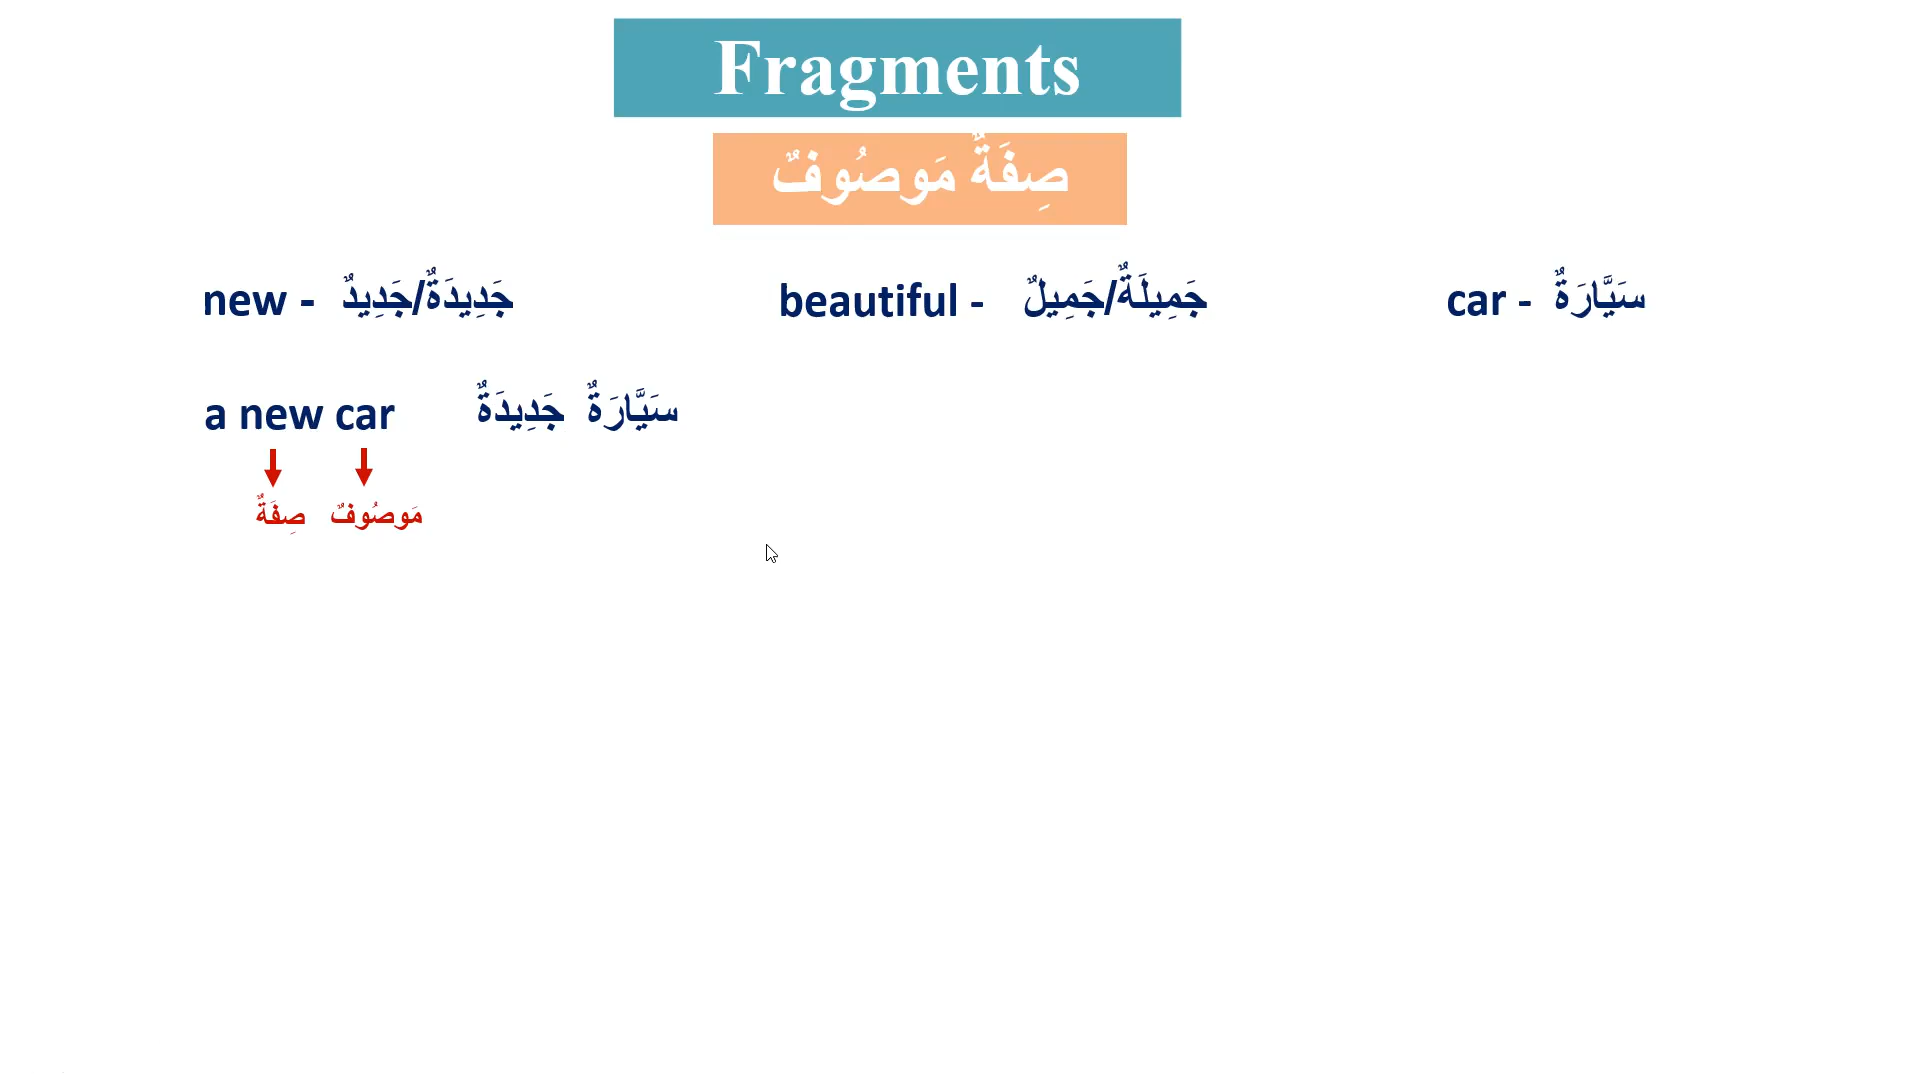 Fragments
صِفَةٌ مَوصُوفٌ
new - جَدِيدَةٌ/جَدِيدٌ beautiful - جَمِيلَةٌ/جَمِيلٌ car - سَيَّارَةٌ
a new car سَيَّارَةٌ جَدِيدَةٌ
صِفَةٌ مَوصُوفٌ